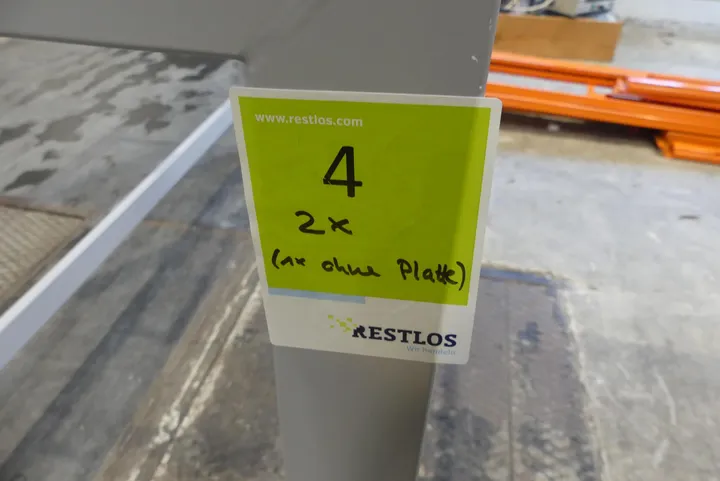 www.restlos.com
4
2x
(1x ohne Platte)
RESTLOS